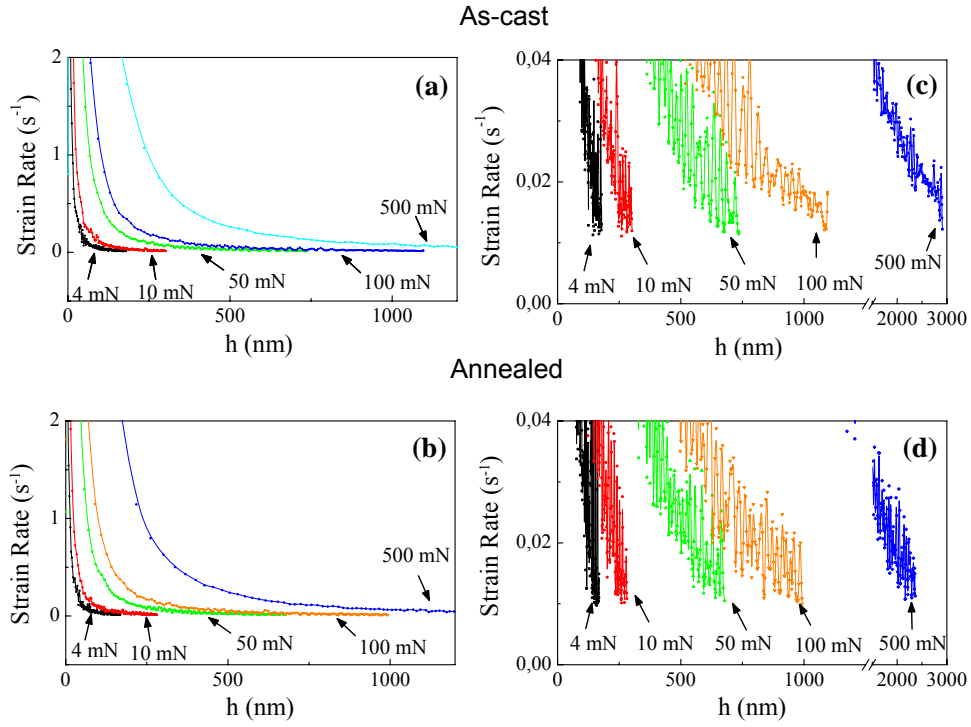 As-cast
Strain Rate (s⁻¹)
2
1
0
(a)
500 mN
4 mN
10 mN
50 mN
100 mN
0
500
1000
h (nm)
Strain Rate (s⁻¹)
0,04
0,02
0,00
(c)
4 mN
10 mN
50 mN
100 mN
500 mN
0
500
1000
2000
3000
h (nm)
Annealed
Strain Rate (s⁻¹)
2
1
0
(b)
500 mN
4 mN
10 mN
50 mN
100 mN
0
500
1000
h (nm)
Strain Rate (s⁻¹)
0,04
0,02
0,00
(d)
4 mN
10 mN
50 mN
100 mN
500 mN
0
500
1000
2000
3000
h (nm)